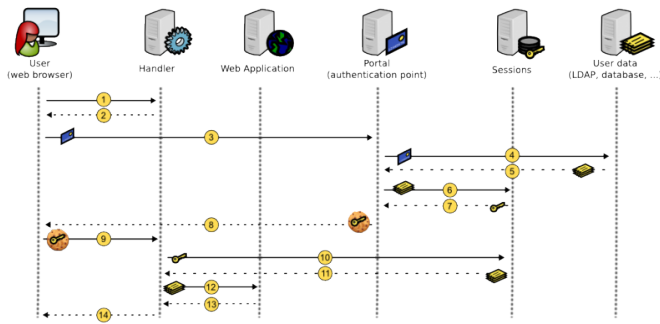 User
(web browser)
Handler
Web Application
Portal
(authentication point)
Sessions
User data
(LDAP, database, ...)
1
2
3
4
5
6
7
8
9
10
11
12
13
14